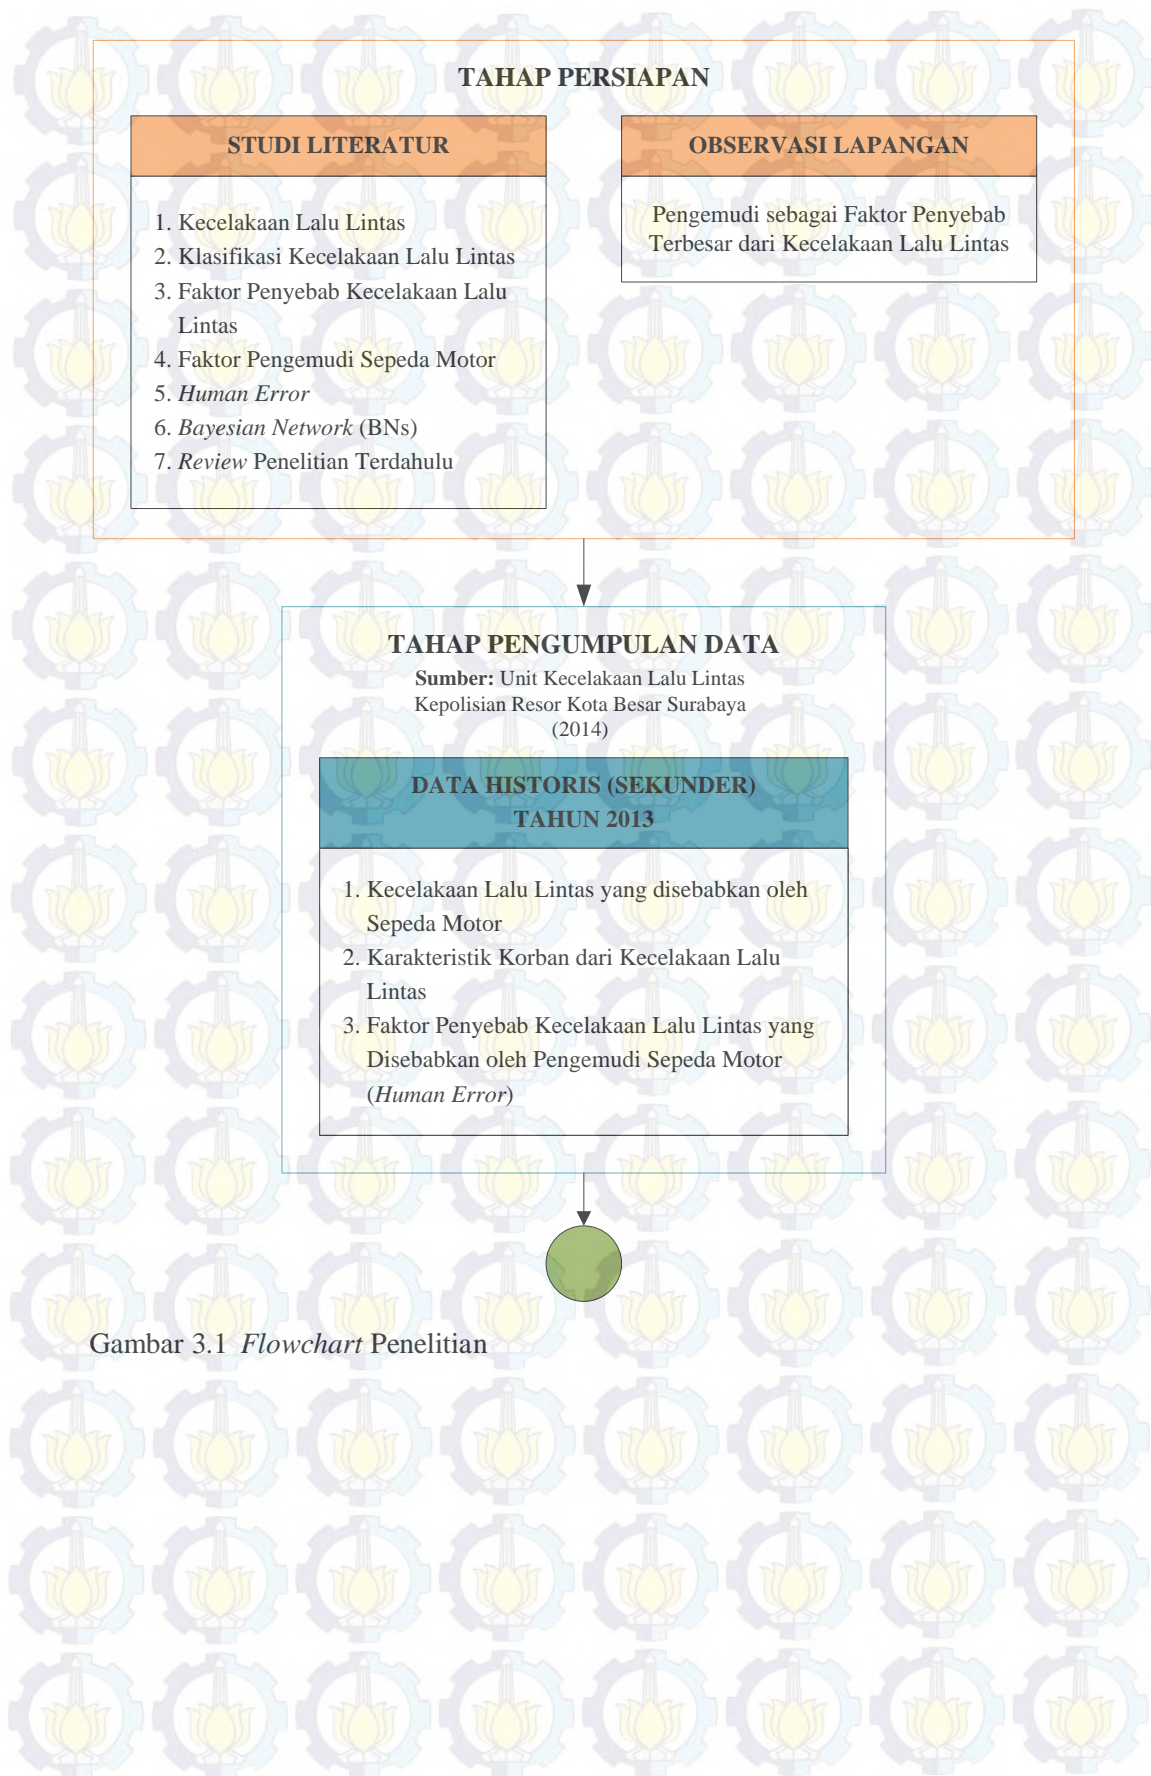 TAHAP PERSIAPAN
STUDI LITERATUR
1. Kecelakaan Lalu Lintas
2. Klasifikasi Kecelakaan Lalu Lintas
3. Faktor Penyebab Kecelakaan Lalu
Lintas
4. Faktor Pengemudi Sepeda Motor
5. Human Error
6. Bayesian Network (BNs)
7. Review Penelitian Terdahulu
OBSERVASI LAPANGAN
Pengemudi sebagai Faktor Penyebab
Terbesar dari Kecelakaan Lalu Lintas
TAHAP PENGUMPULAN DATA
Sumber: Unit Kecelakaan Lalu Lintas
Kepolisian Resor Kota Besar Surabaya
(2014)
DATA HISTORIS (SEKUNDER)
TAHUN 2013
1. Kecelakaan Lalu Lintas yang disebabkan oleh
Sepeda Motor
2. Karakteristik Korban dari Kecelakaan Lalu
Lintas
3. Faktor Penyebab Kecelakaan Lalu Lintas yang
Disebabkan oleh Pengemudi Sepeda Motor
(Human Error)
Gambar 3.1 Flowchart Penelitian